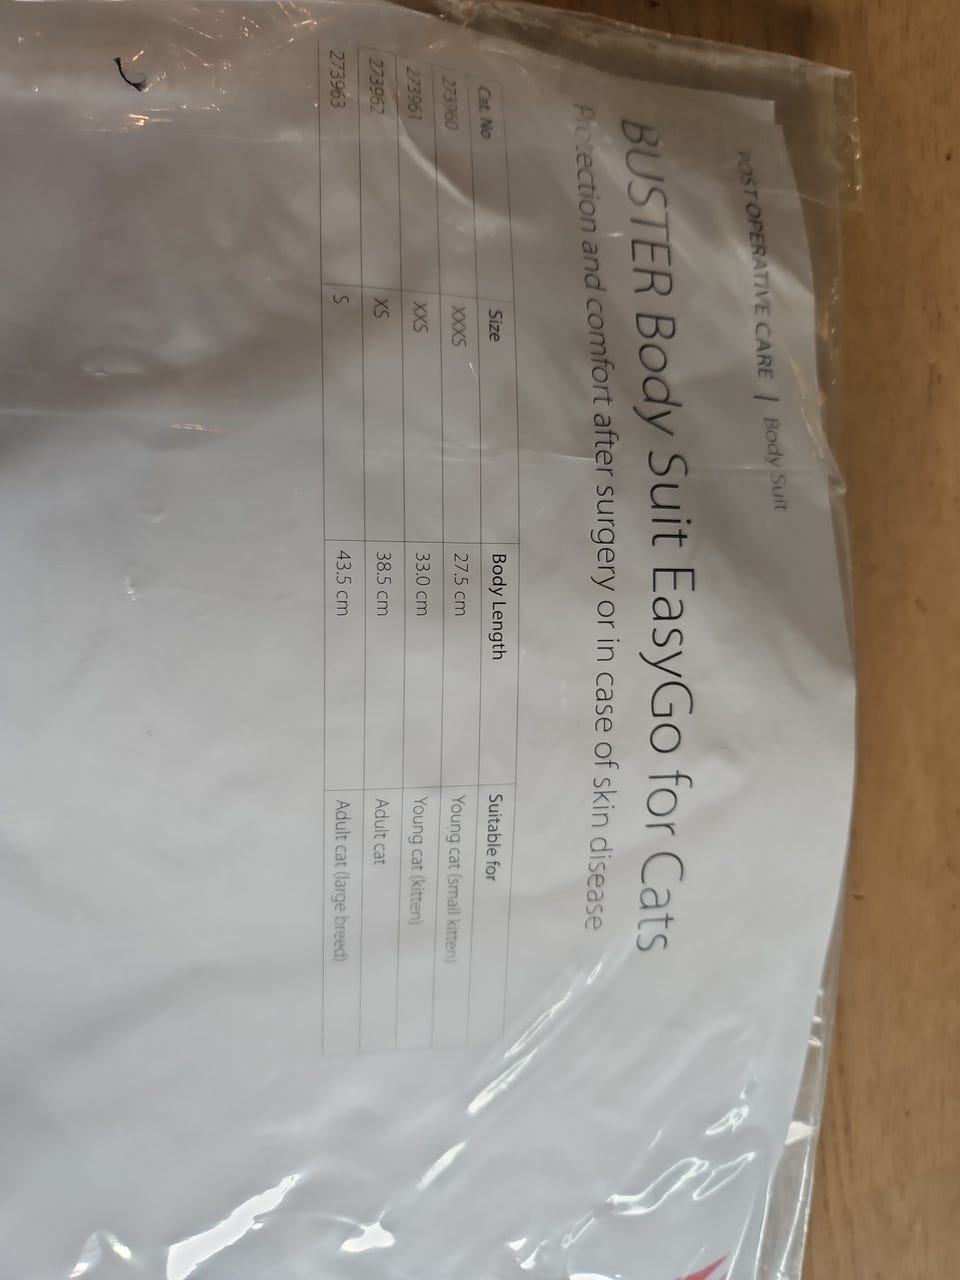 POST OPERATIVE CARE | Body Suit
BUSTER Body Suit EasyGo for Cats
Protection and comfort after surgery or in case of skin disease
Cat. No Size Body Length Suitable for
273960 XXXS 27.5 cm Young cat (small kitten)
273961 XXS 33.0 cm Young cat (kitten)
273962 XS 38.5 cm Adult cat
273963 S 43.5 cm Adult cat (large breed)